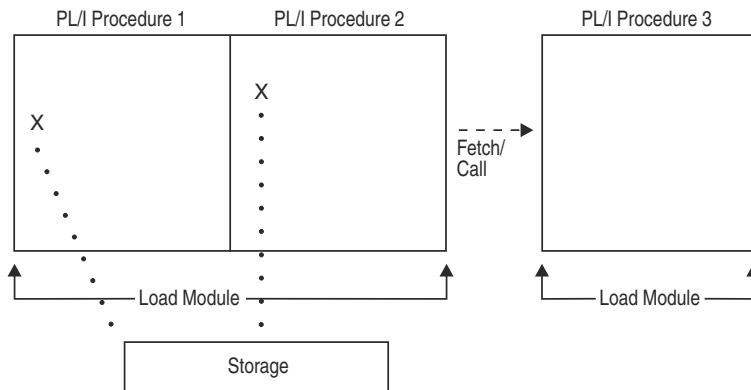 PL/I Procedure 1
PL/I Procedure 2
PL/I Procedure 3
X
X
Fetch/
Call
Load Module
Load Module
Storage